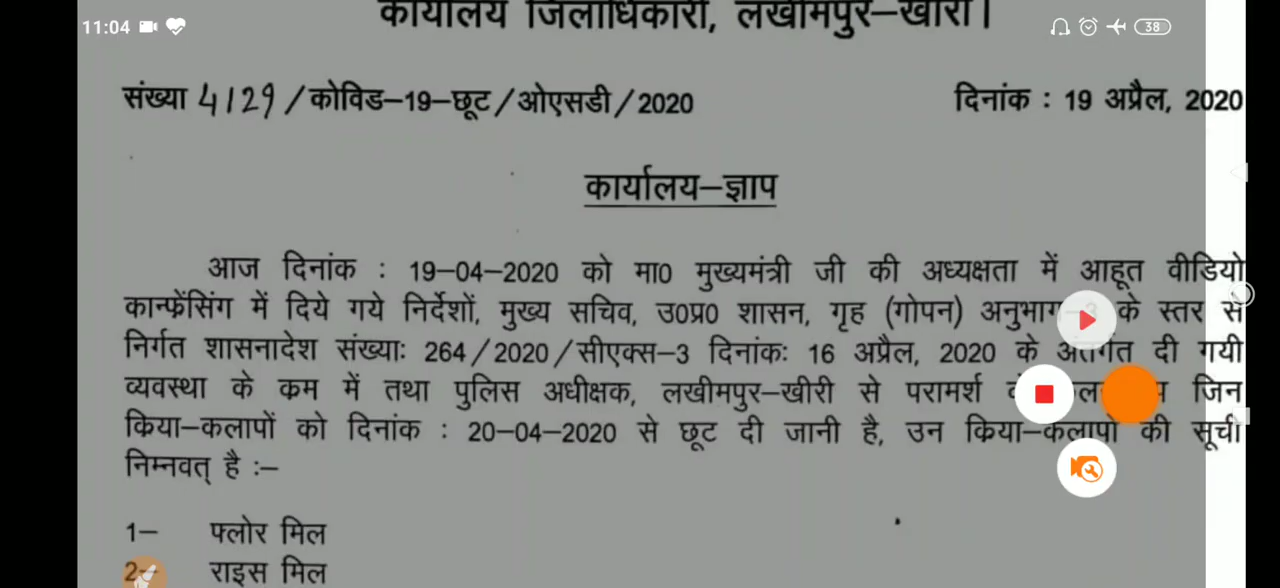 11:04
38
कार्यालय जिलाधिकारी, लखीमपुर–खीरी।
संख्या 4129/कोविड–19–छूट/ओएसडी/2020 दिनांक : 19 अप्रैल, 2020
कार्यालय–ज्ञाप
आज दिनांक : 19–04–2020 को मा0 मुख्यमंत्री जी की अध्यक्षता में आहूत वीडियो
कान्फ्रेंसिंग में दिये गये निर्देशों, मुख्य सचिव, उ0प्र0 शासन, गृह (गोपन) अनुभाग–3 के स्तर से
निर्गत शासनादेश संख्याः 264/2020/सीएक्स–3 दिनांकः 16 अप्रैल, 2020 के अंतर्गत दी गयी
व्यवस्था के कम में तथा पुलिस अधीक्षक, लखीमपुर–खीरी से परामर्श जिन
किया–कलापों को दिनांक : 20–04–2020 से छूट दी जानी है, उन किया–कलापो की सूची
निम्नवत् है :–
1– फ्लोर मिल
2– राइस मिल